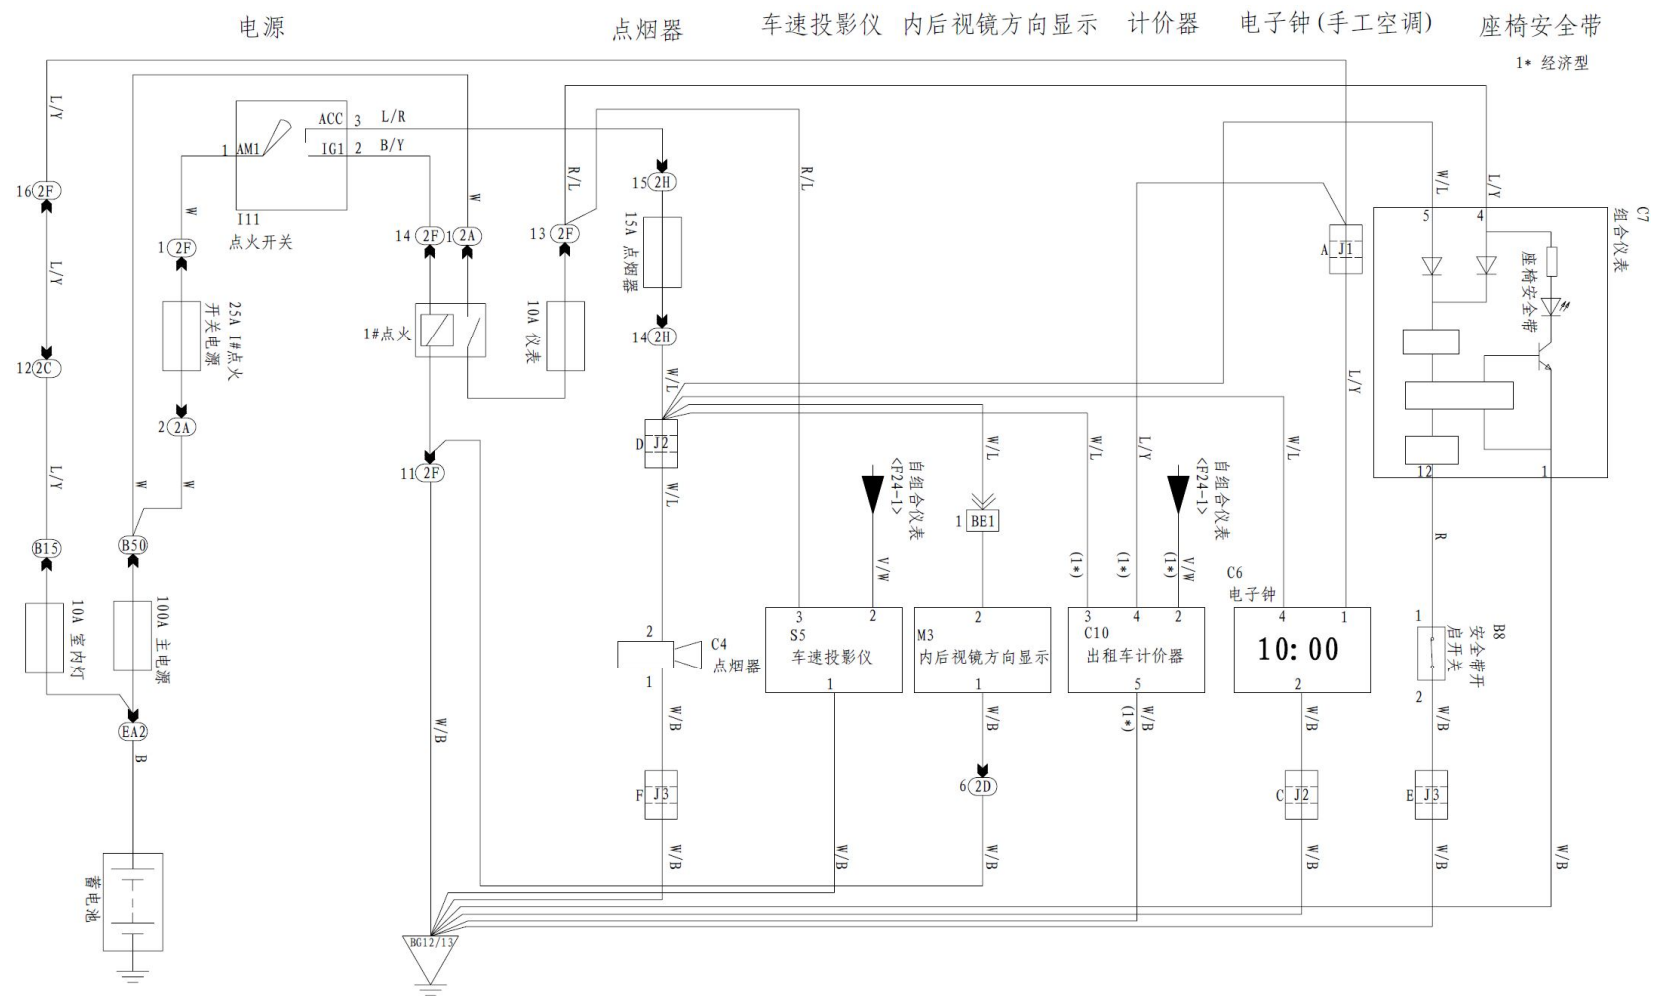 电源
点烟器
车速投影仪
内后视镜方向显示
计价器
电子钟(手工空调)
座椅安全带
1* 经济型
L/Y
ACC 3 L/R
1 AM1
IG1 2 B/Y
I11
点火开关
W
W
R/L
R/L
W/L
L/Y
C7
组合仪表
5
4
16 2F
1 2F
14 2F
1 2A
13 2F
15 2H
15A 点烟器
A J1
座椅安全带
L/Y
25A I#点火
开关电源
1#点火
10A 仪表
14 2H
12 2C
2 2A
W/L
L/Y
D J2
11 2F
L/Y
W
W
W/L
W/L
W/L
L/Y
W/L
自组合仪表
<F24-1>
自组合仪表
<F24-1>
12
1
1 BE1
B15
B50
R
V/W
(1*)
(1*)
(1*)
V/W
C6
电子钟
10A 室内灯
100A 主电源
2
C4
点烟器
1
3
2
S5
车速投影仪
1
2
M3
内后视镜方向显示
1
3
4
2
C10
出租车计价器
5
4
1
10:00
2
1
B8
安全带开
启开关
2
EA2
B
W/B
W/B
W/B
(1*)
W/B
W/B
W/B
F J3
6 2D
C J2
E J3
W/B
W/B
W/B
W/B
W/B
W/B
蓄电池
BG12/13